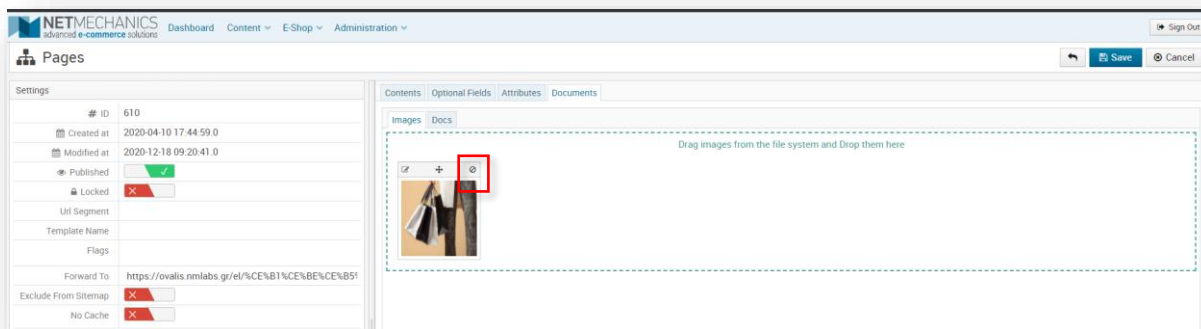 NETMECHANICS
advanced e-commerce solutions
Dashboard Content E-Shop Administration
Sign Out
Pages
Save Cancel
Settings
# ID 610
Created at 2020-04-10 17:44:59.0
Modified at 2020-12-18 09:20:41.0
Published
Locked
Url Segment
Template Name
Flags
Forward To https://ovalis.nmlabs.gr/el/%CE%B1%CE%BE%CE%B5%
Exclude From Sitemap
No Cache
Contents Optional Fields Attributes Documents
Images Docs
Drag images from the file system and Drop them here